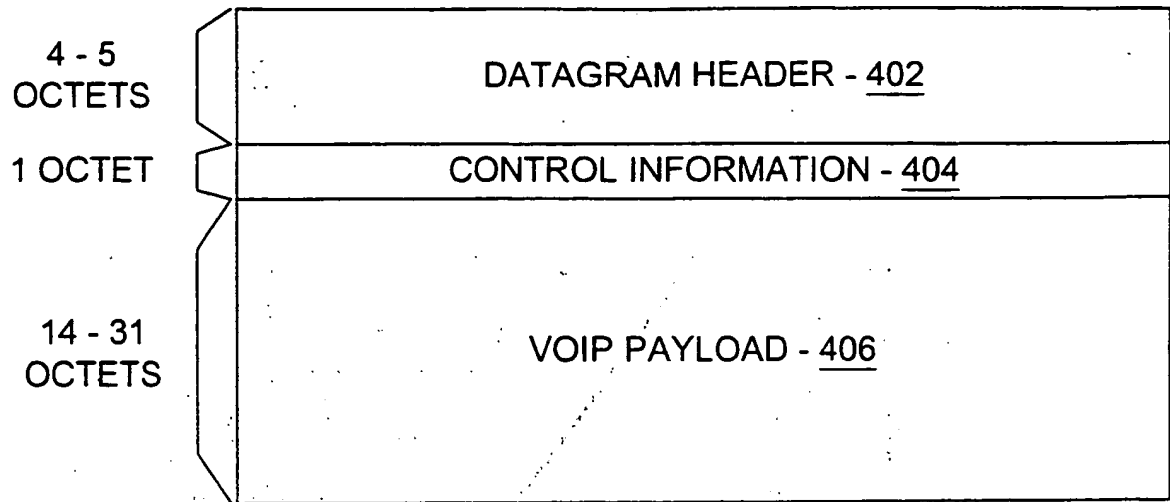 4 - 5
OCTETS
DATAGRAM HEADER - 402
1 OCTET
CONTROL INFORMATION - 404
14 - 31
OCTETS
VOIP PAYLOAD - 406